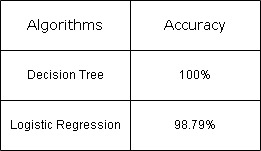 Algorithms Accuracy
Decision Tree 100%
Logistic Regression 98.79%